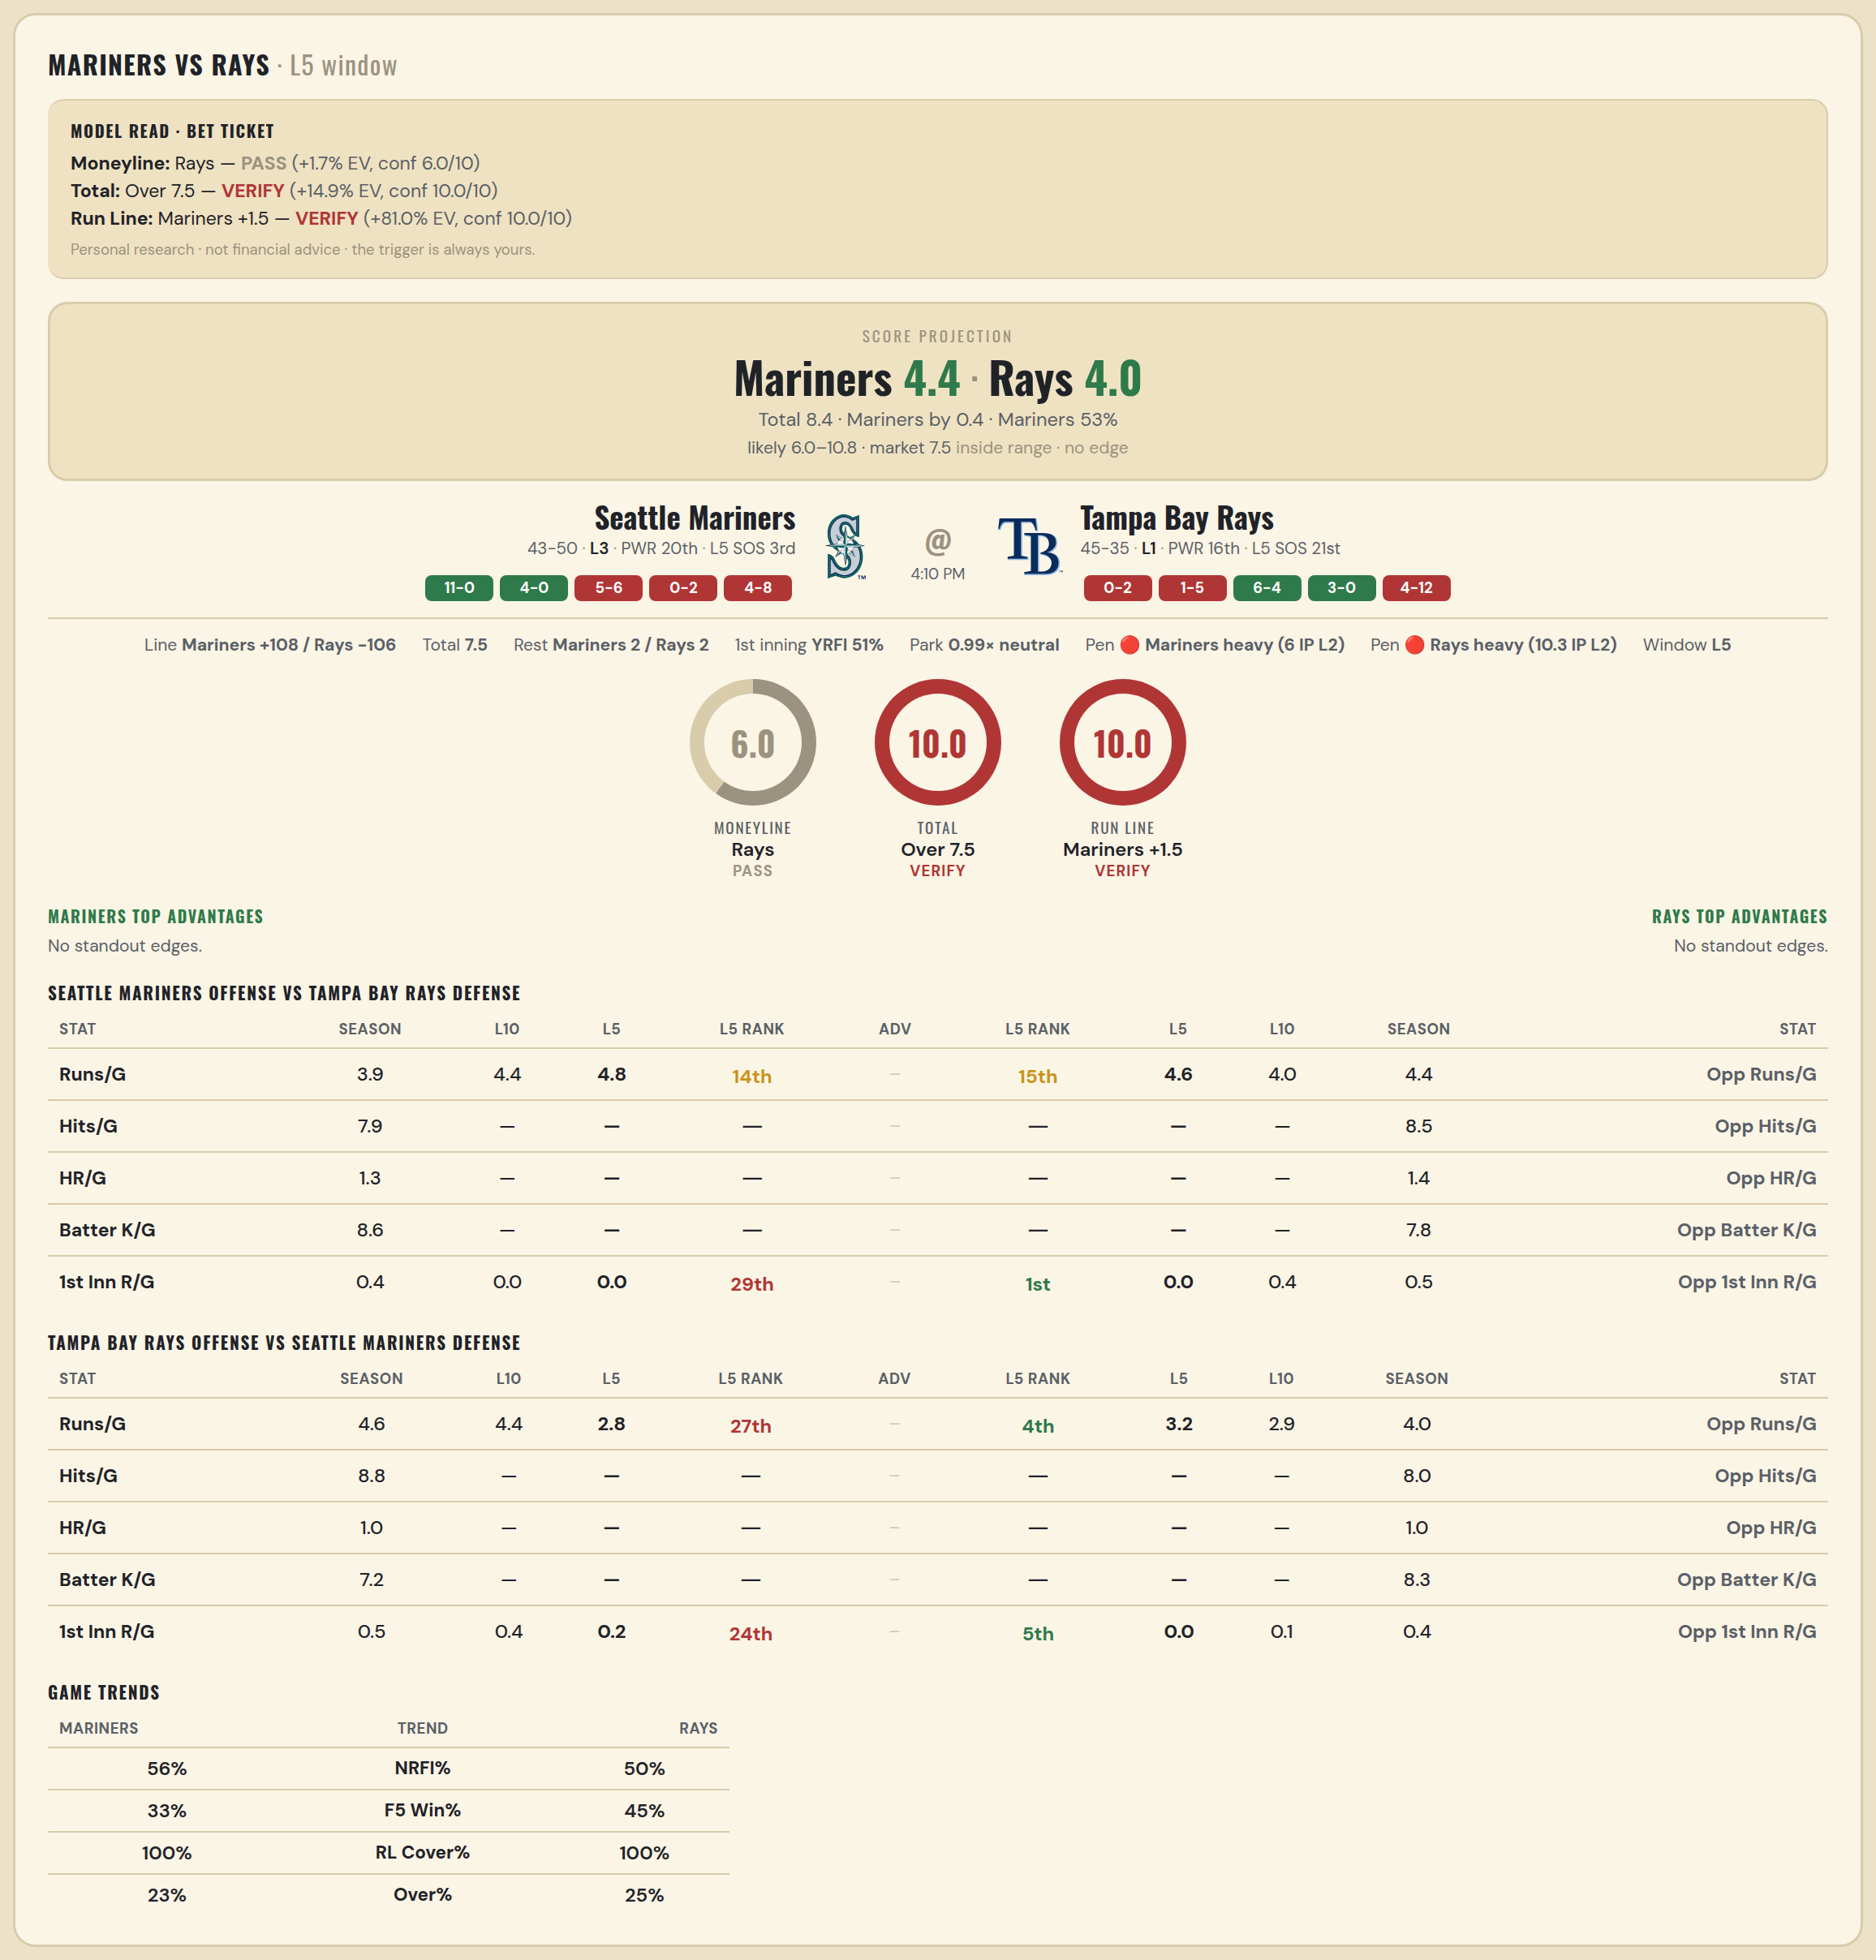 MARINERS VS RAYS · L5 window
MODEL READ · BET TICKET
Moneyline: Rays — PASS (+1.7% EV, conf 6.0/10)
Total: Over 7.5 — VERIFY (+14.9% EV, conf 10.0/10)
Run Line: Mariners +1.5 — VERIFY (+81.0% EV, conf 10.0/10)
Personal research · not financial advice · the trigger is always yours.
SCORE PROJECTION
Mariners 4.4 · Rays 4.0
Total 8.4 · Mariners by 0.4 · Mariners 53%
likely 6.0–10.8 · market 7.5 inside range · no edge
Seattle Mariners
43-50 · L3 · PWR 20th · L5 SOS 3rd
11-0 4-0 5-6 0-2 4-8
S ™
@
4:10 PM
TB
Tampa Bay Rays
45-35 · L1 · PWR 16th · L5 SOS 21st
0-2 1-5 6-4 3-0 4-12
Line Mariners +108 / Rays -106 Total 7.5 Rest Mariners 2 / Rays 2 1st inning YRFI 51% Park 0.99× neutral Pen 🔴 Mariners heavy (6 IP L2) Pen 🔴 Rays heavy (10.3 IP L2) Window L5
6.0 10.0 10.0
MONEYLINE TOTAL RUN LINE
Rays Over 7.5 Mariners +1.5
PASS VERIFY VERIFY
MARINERS TOP ADVANTAGES RAYS TOP ADVANTAGES
No standout edges. No standout edges.
SEATTLE MARINERS OFFENSE VS TAMPA BAY RAYS DEFENSE
STAT SEASON L10 L5 L5 RANK ADV L5 RANK L5 L10 SEASON STAT
Runs/G 3.9 4.4 4.8 14th – 15th 4.6 4.0 4.4 Opp Runs/G
Hits/G 7.9 — — — – — — — 8.5 Opp Hits/G
HR/G 1.3 — — — – — — — 1.4 Opp HR/G
Batter K/G 8.6 — — — – — — — 7.8 Opp Batter K/G
1st Inn R/G 0.4 0.0 0.0 29th – 1st 0.0 0.4 0.5 Opp 1st Inn R/G
TAMPA BAY RAYS OFFENSE VS SEATTLE MARINERS DEFENSE
STAT SEASON L10 L5 L5 RANK ADV L5 RANK L5 L10 SEASON STAT
Runs/G 4.6 4.4 2.8 27th – 4th 3.2 2.9 4.0 Opp Runs/G
Hits/G 8.8 — — — – — — — 8.0 Opp Hits/G
HR/G 1.0 — — — – — — — 1.0 Opp HR/G
Batter K/G 7.2 — — — – — — — 8.3 Opp Batter K/G
1st Inn R/G 0.5 0.4 0.2 24th – 5th 0.0 0.1 0.4 Opp 1st Inn R/G
GAME TRENDS
MARINERS TREND RAYS
56% NRFI% 50%
33% F5 Win% 45%
100% RL Cover% 100%
23% Over% 25%